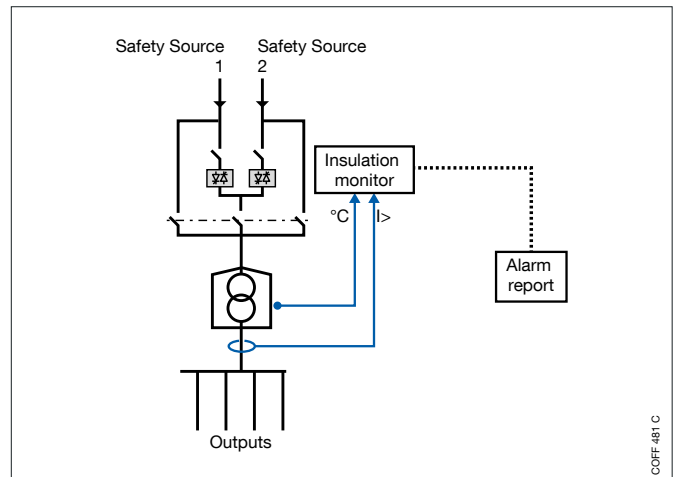 Safety Source
1
Safety Source
2
Insulation
monitor
°C
I>
Alarm
report
Outputs
COFF 481 C